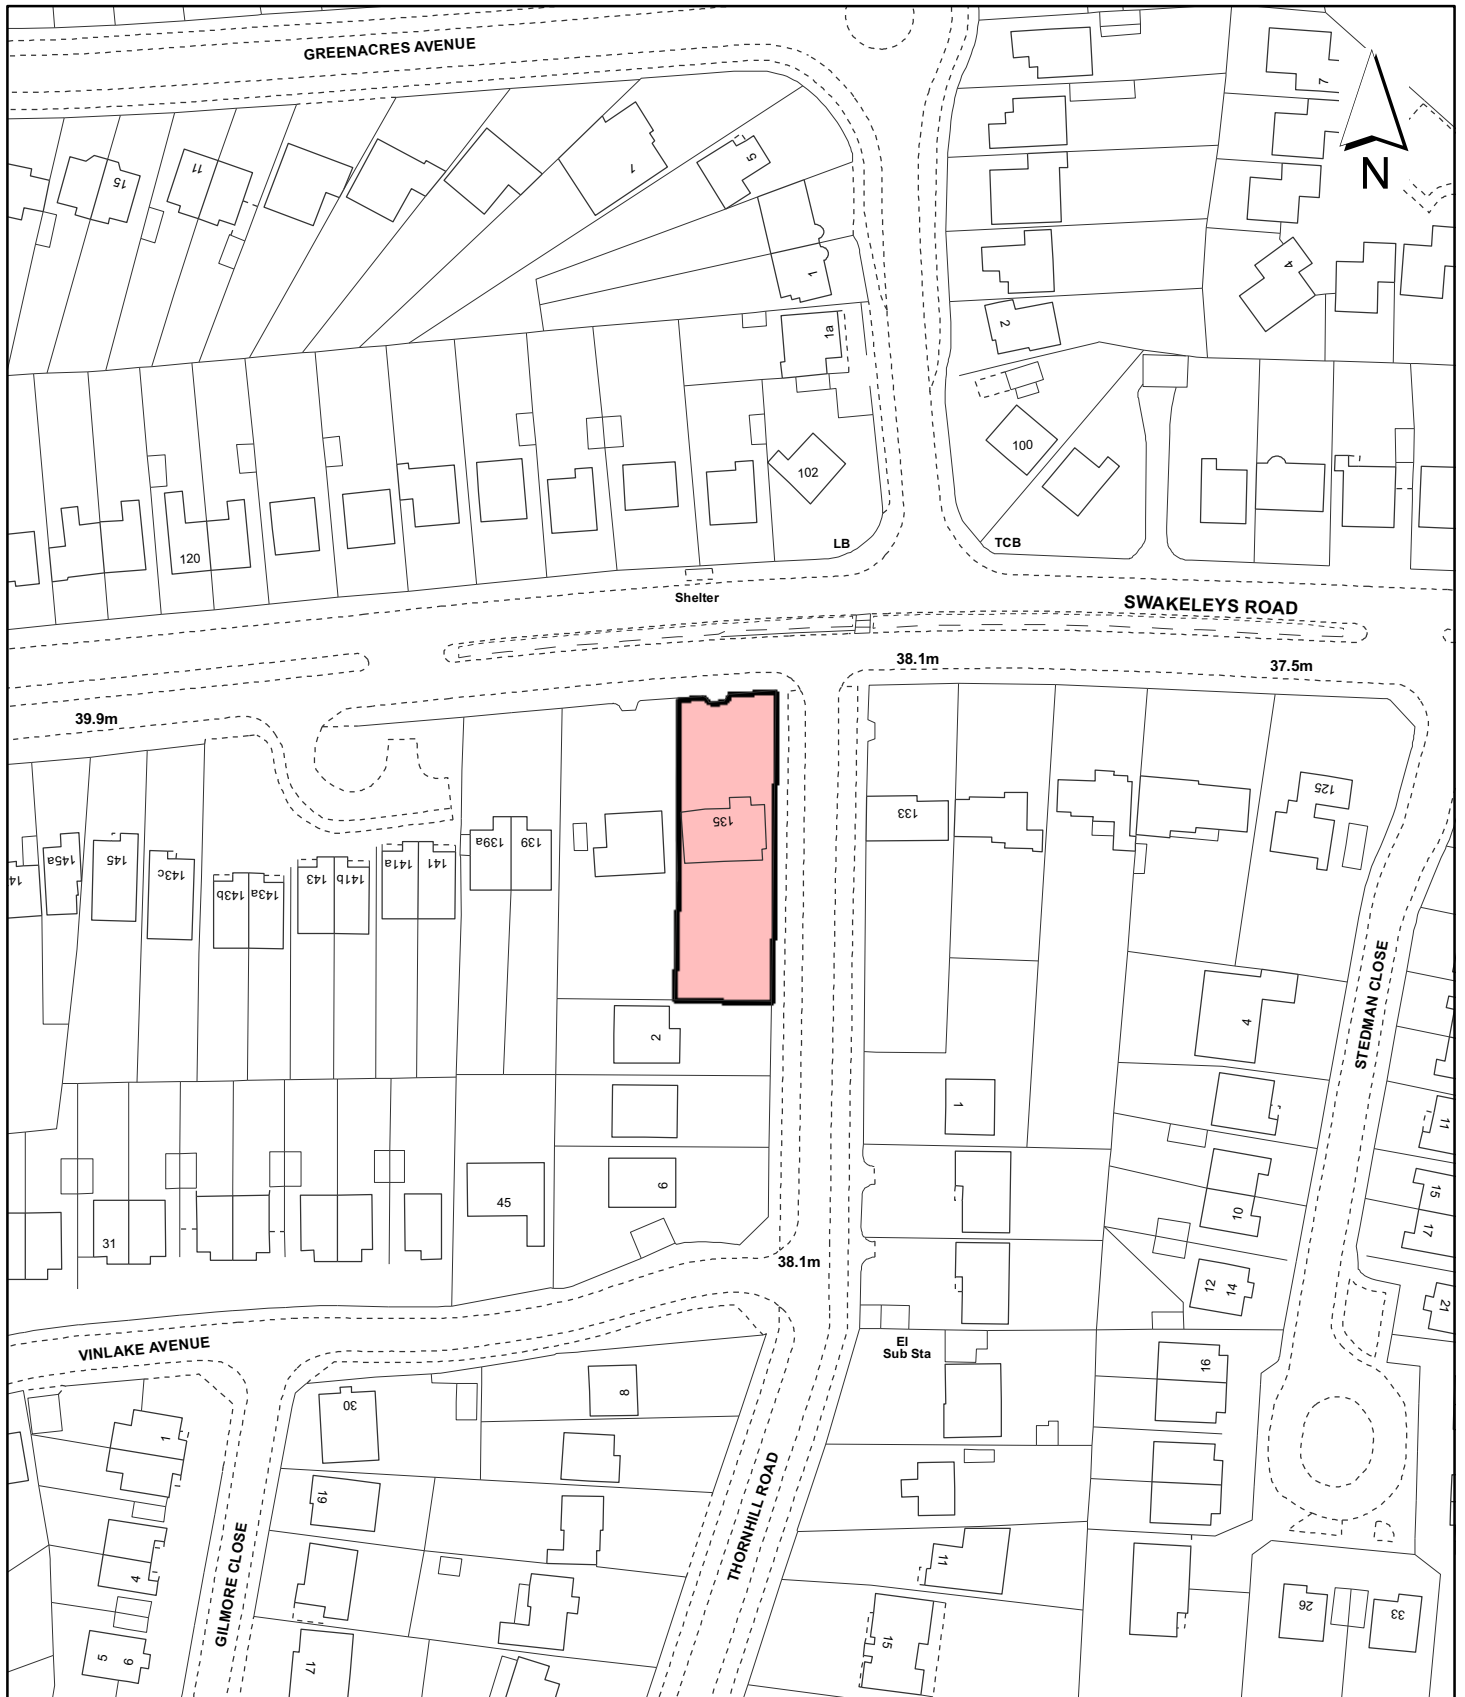 GREENACRES AVENUE
7
N
15
11
1
5
4
1
2
1a
100
102
120
LB
TCB
Shelter
SWAKELEYS ROAD
38.1m
37.5m
39.9m
125
135
133
139a
139
141a
141
145a
145
143c
143b
143a
143
141b
14
STEDMAN CLOSE
4
2
1
11
6
45
15
10
17
31
38.1m
12
14
21
VINLAKE AVENUE
El
Sub Sta
16
8
30
1
THORNHILL ROAD
19
GILMORE CLOSE
11
4
26
33
15
5
6
17